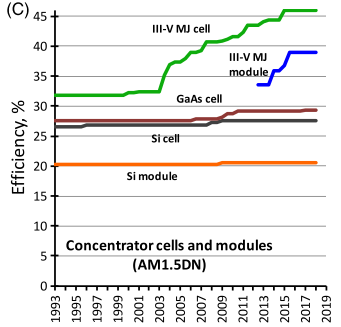 (C)
Efficiency, %
45
40
35
30
25
20
15
10
5
0
III-V MJ cell
III-V MJ
module
GaAs cell
Si cell
Si module
Concentrator cells and modules
(AM1.5DN)
1993
1995
1997
1999
2001
2003
2005
2007
2009
2011
2013
2015
2017
2019